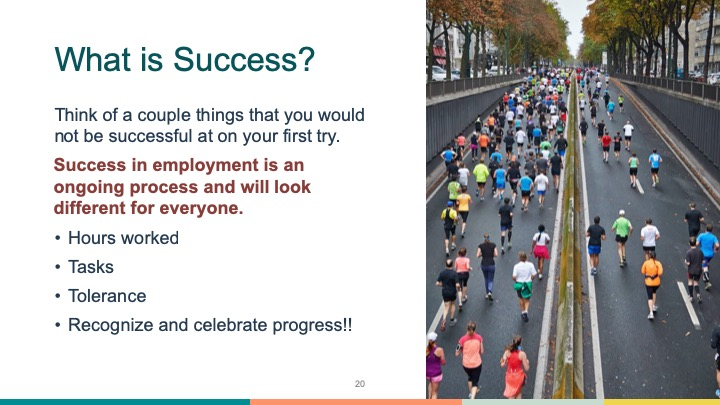 What is Success?
Think of a couple things that you would
not be successful at on your first try.
Success in employment is an
ongoing process and will look
different for everyone.
• Hours worked
• Tasks
• Tolerance
• Recognize and celebrate progress!!
20